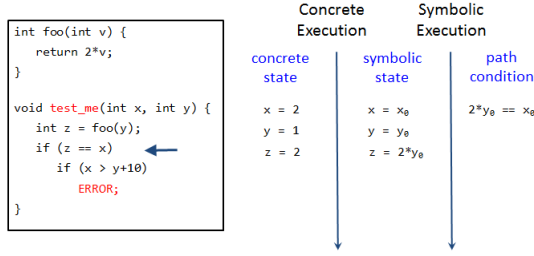 int foo(int v) {
return 2*v;
}
void test_me(int x, int y) {
int z = foo(y);
if (z == x)
if (x > y+10)
ERROR;
}
Concrete
Execution
Symbolic
Execution
concrete
state
symbolic
state
path
condition
x = 2
y = 1
z = 2
x = x₀
y = y₀
z = 2*y₀
2*y₀ == x₀